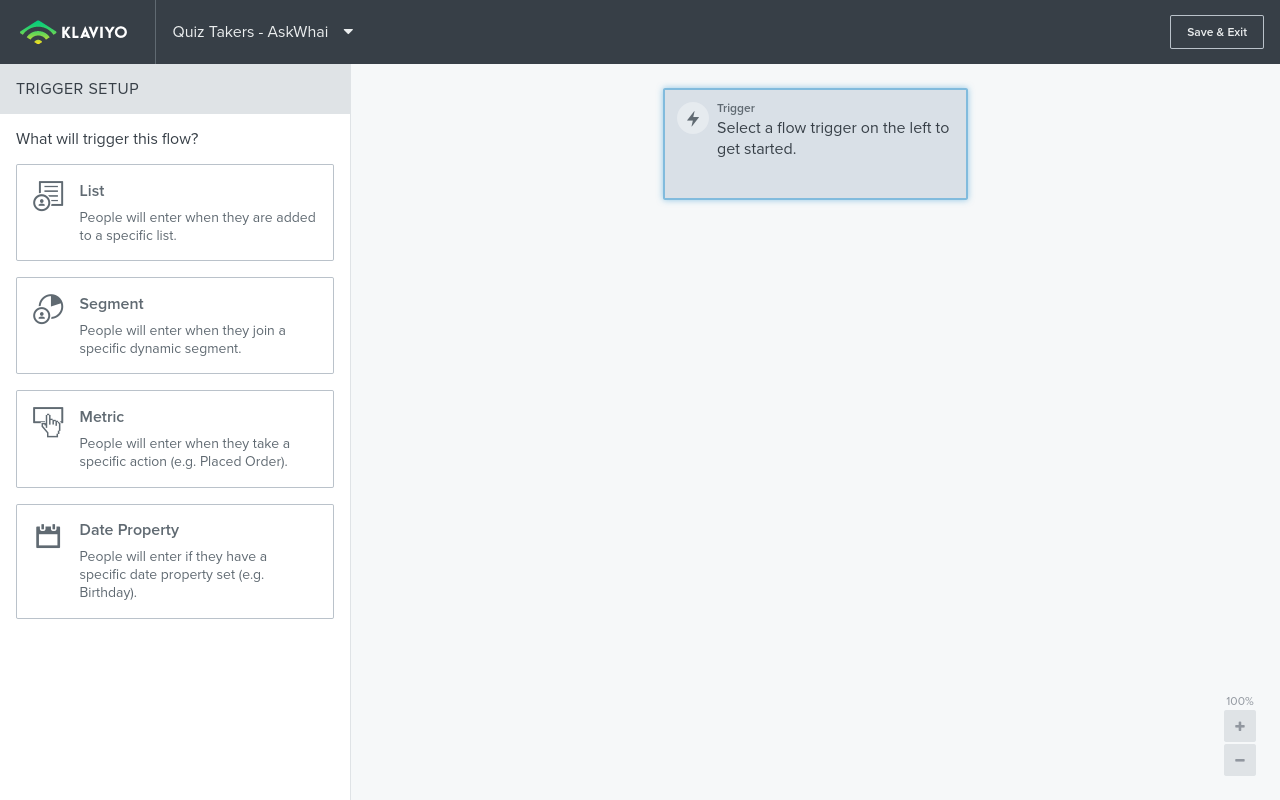 KLAVIYO
Quiz Takers - AskWhai
Save & Exit
TRIGGER SETUP
What will trigger this flow?
List
People will enter when they are added
to a specific list.
Segment
People will enter when they join a
specific dynamic segment.
Metric
People will enter when they take a
specific action (e.g. Placed Order).
Date Property
People will enter if they have a
specific date property set (e.g.
Birthday).
Trigger
Select a flow trigger on the left to
get started.
100%
+
−